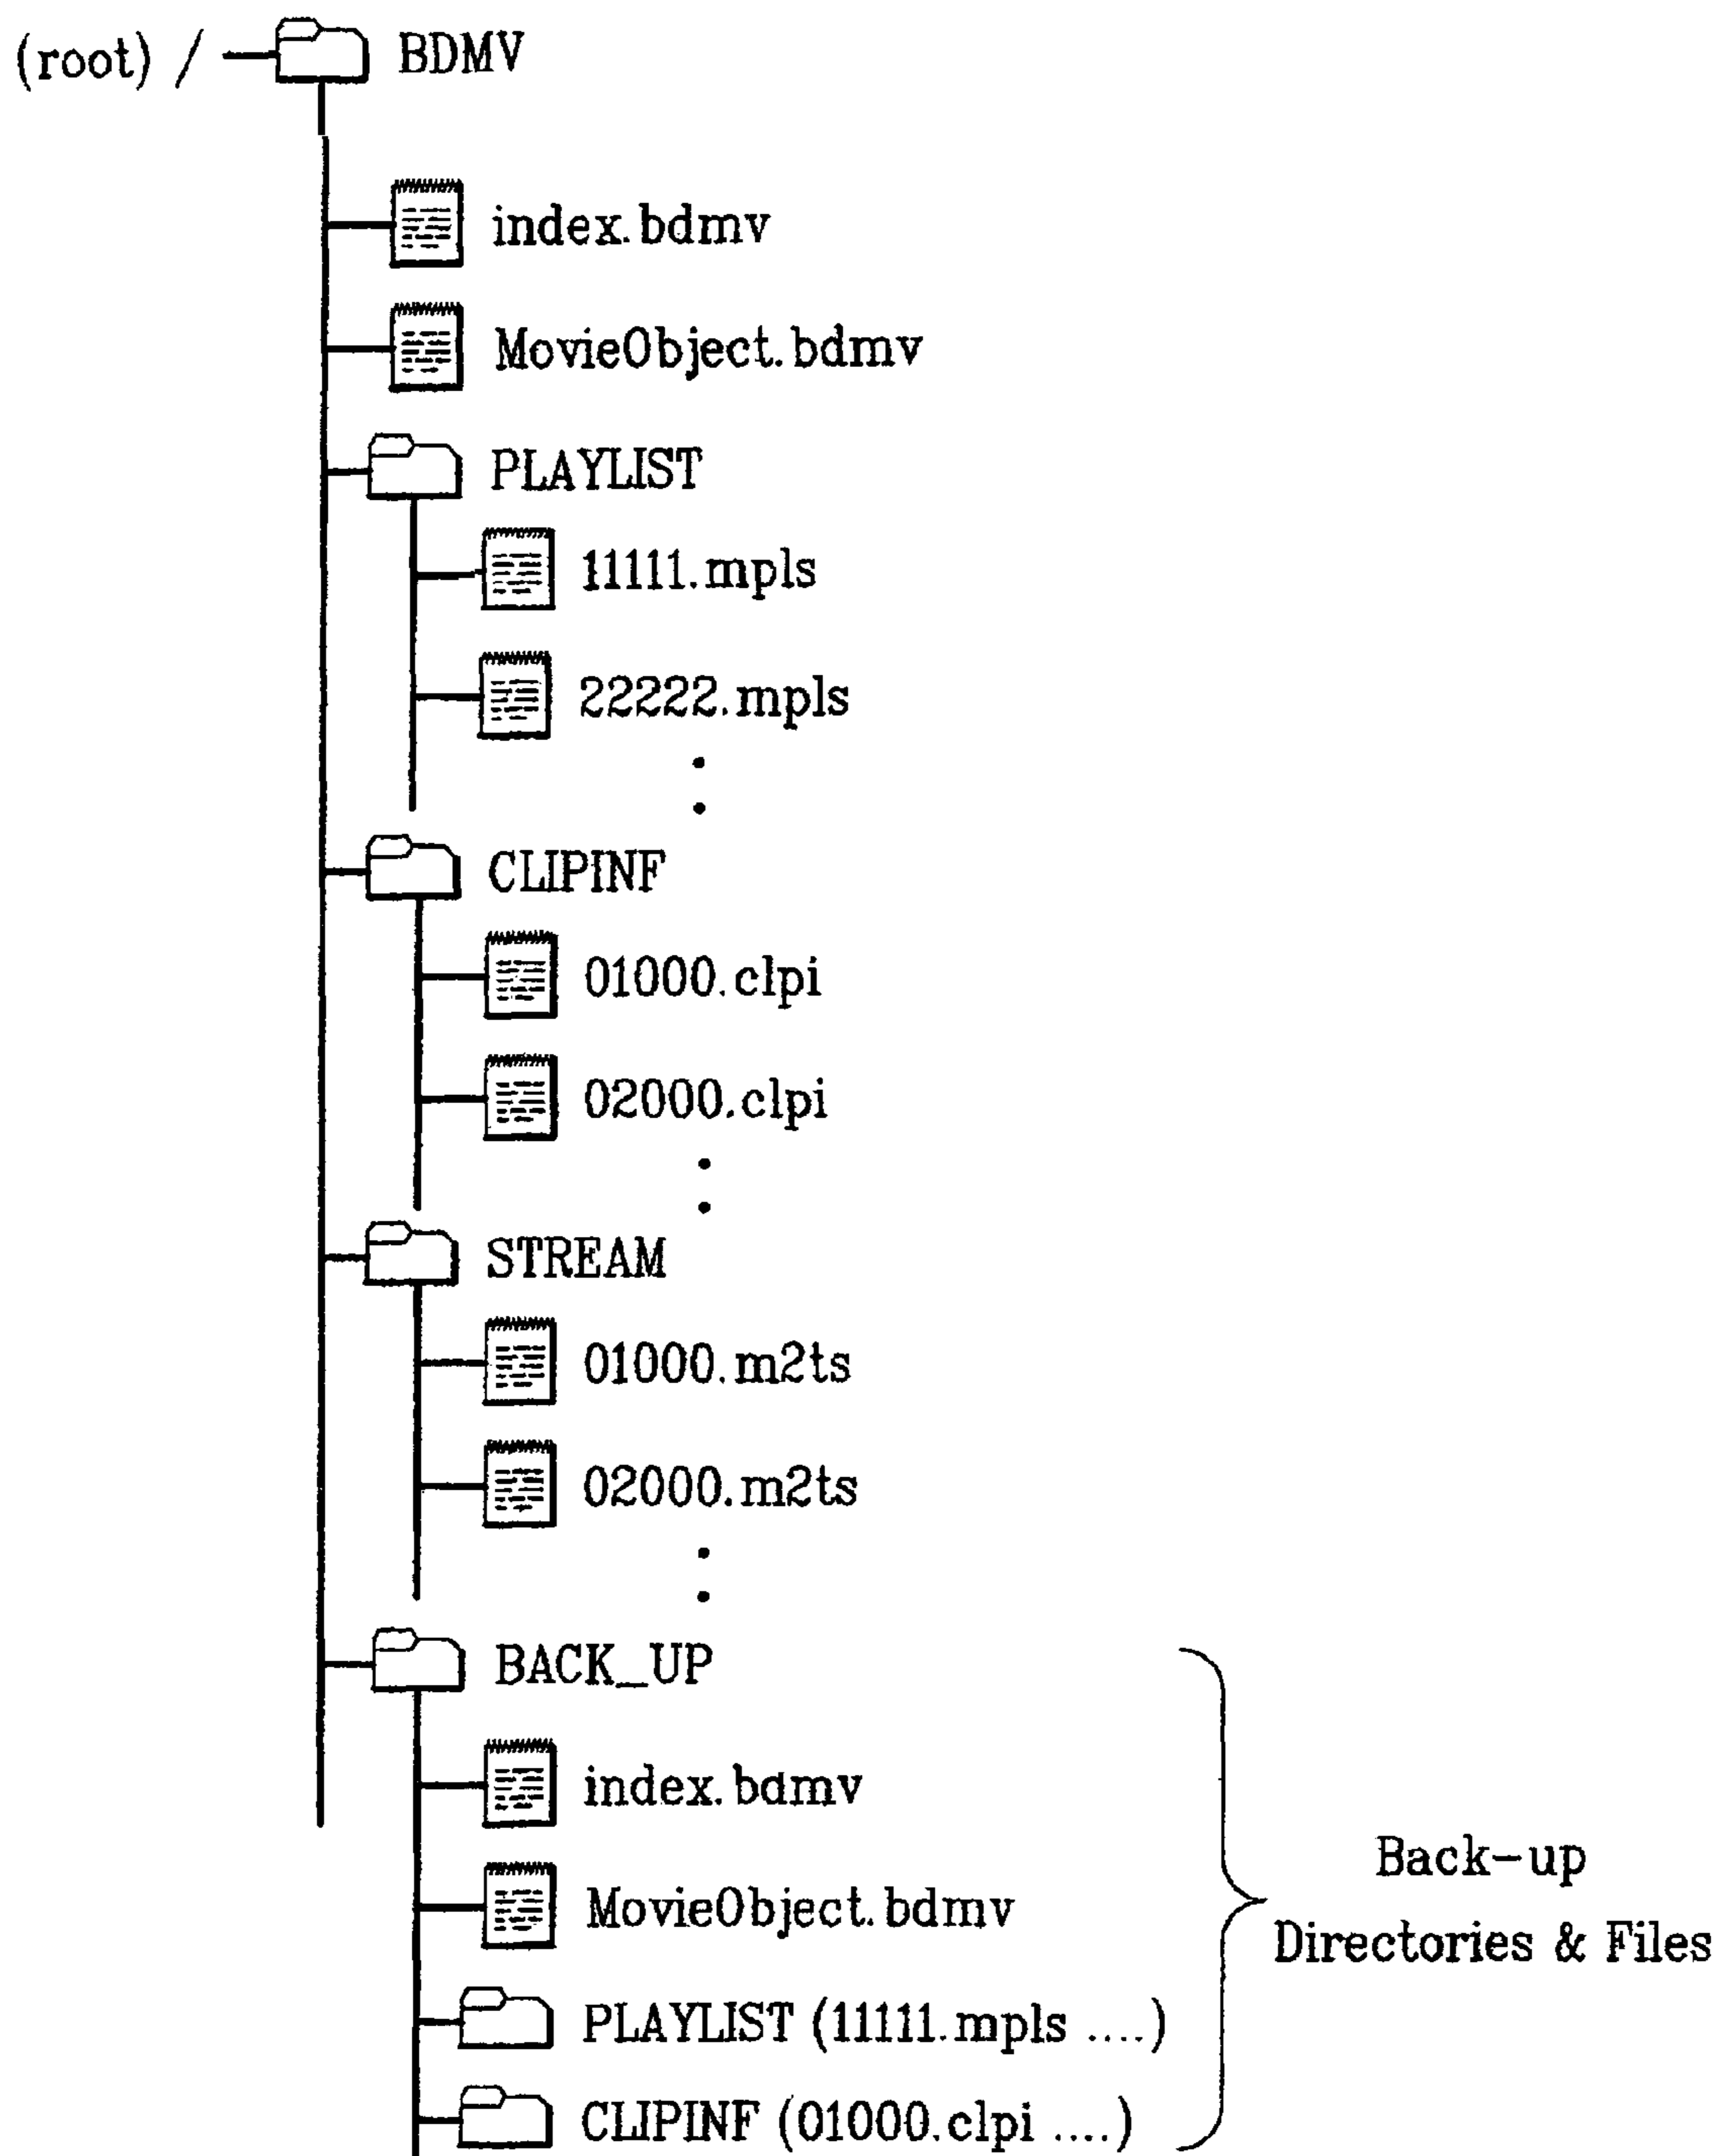 (root) / BDMV
index.bdmv
MovieObject.bdmv
PLAYLIST
11111.mpls
22222.mpls
CLIPINF
01000.clpi
02000.clpi
STREAM
01000.m2ts
02000.m2ts
BACK_UP
index.bdmv
MovieObject.bdmv
Back-up
Directories & Files
PLAYLIST (11111.mpls ....)
CLIPINF (01000.clpi ....)